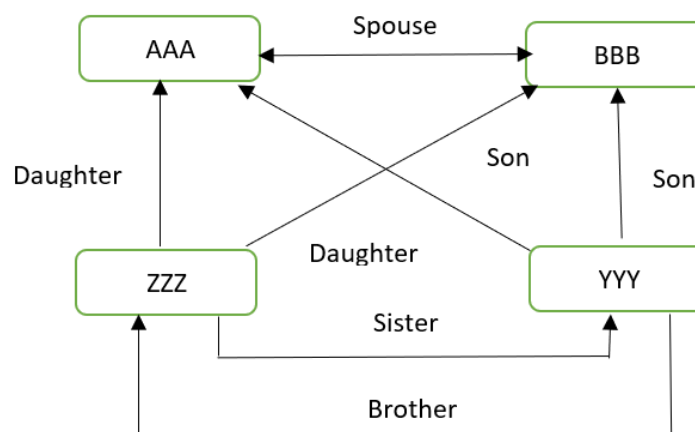 Spouse
AAA
BBB
Son
Daughter
Son
Daughter
ZZZ
YYY
Sister
Brother